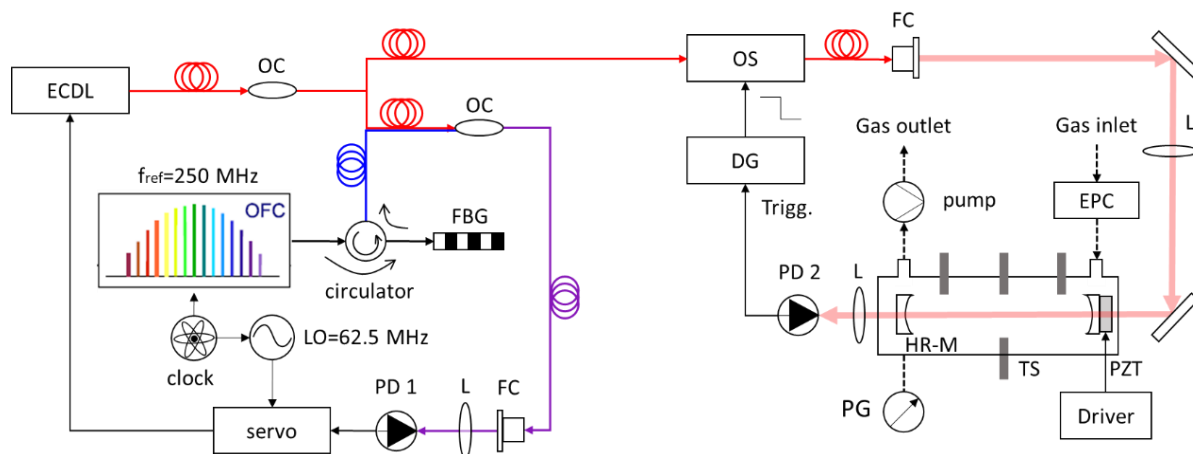 ECDL
OC
OS
FC
OC
L
Gas outlet
Gas inlet
DG
fref=250 MHz
OFC
FBG
Trigg.
pump
EPC
circulator
PD 2
L
LO=62.5 MHz
HR-M
TS
PZT
clock
PD 1
L
FC
PG
Driver
servo